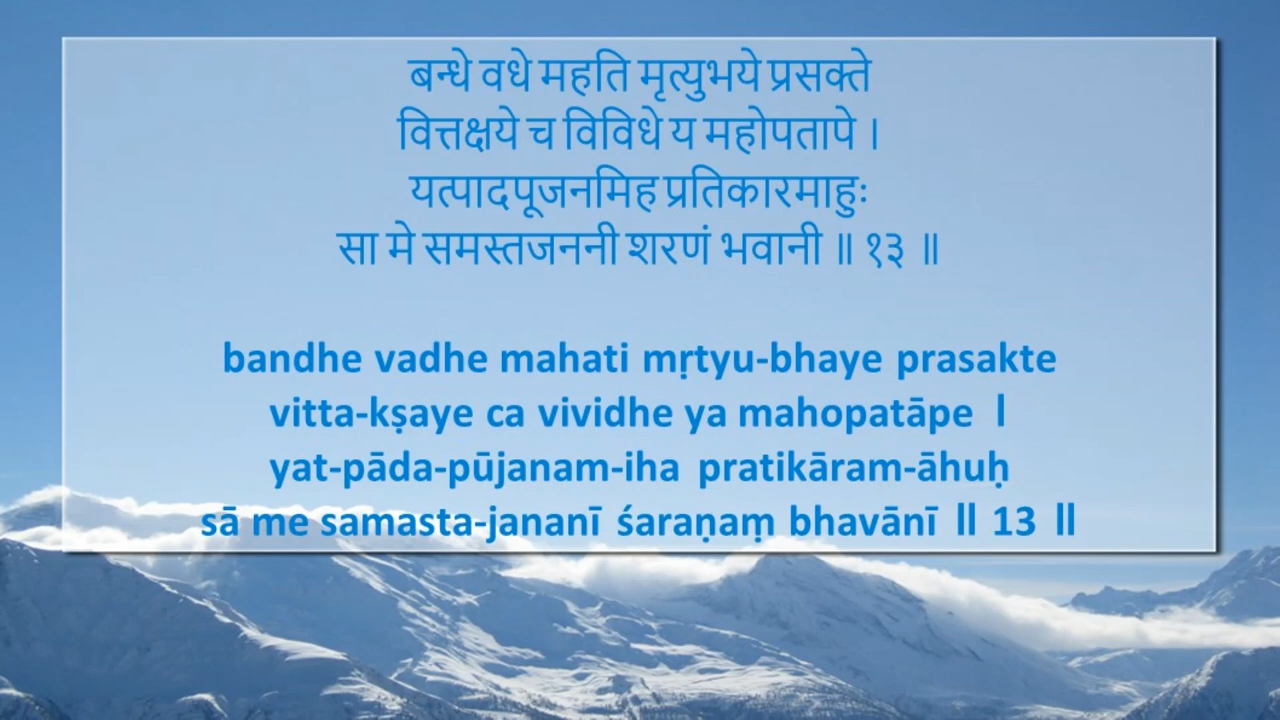 बन्धे वधे महति मृत्युभये प्रसक्ते
वित्तक्षये च विविधे य महोपतापे ।
यत्पादपूजनमिह प्रतिकारमाहुः
सा मे समस्तजननी शरणं भवानी ॥ १३ ॥
bandhe vadhe mahati mṛtyu-bhaye prasakte
vitta-kṣaye ca vividhe ya mahopatāpe ।
yat-pāda-pūjanam-iha pratikāram-āhuḥ
sā me samasta-jananī śaraṇaṃ bhavānī ॥ 13 ॥